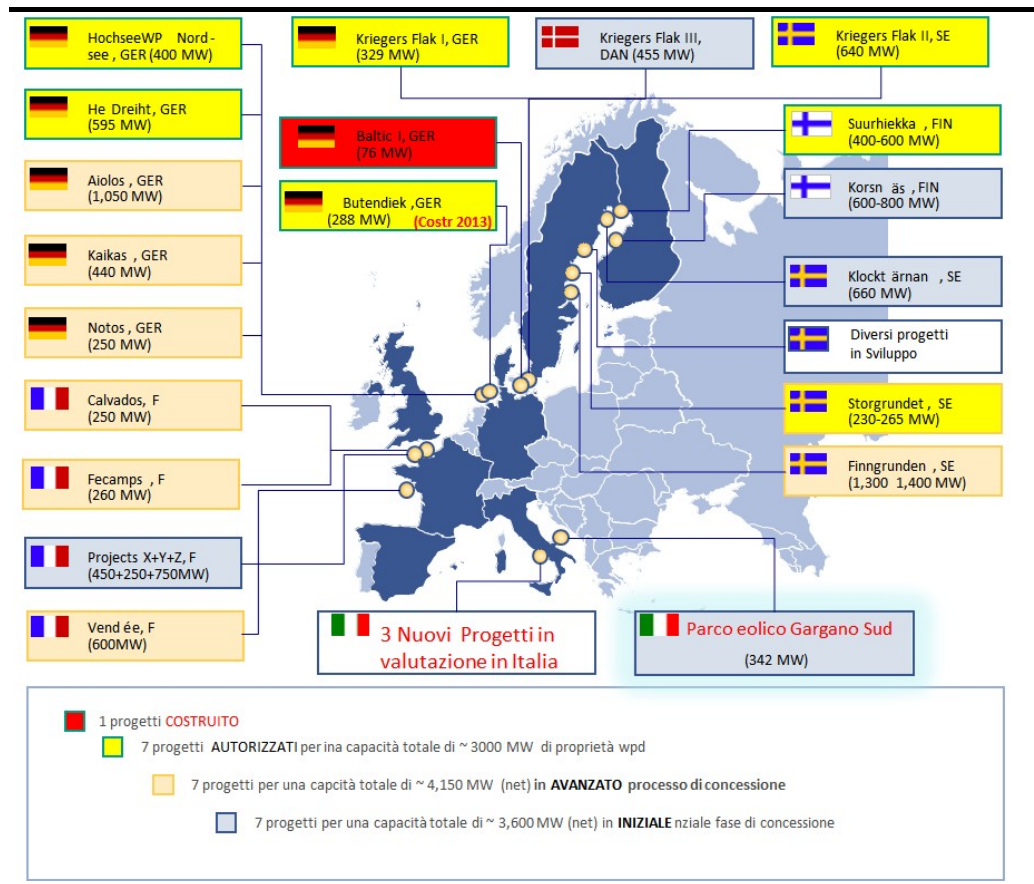 HochseeWP Nord-
see , GER (400 MW)
He Dreiht, GER
(595 MW)
Aiolos , GER
(1,050 MW)
Kaikas , GER
(440 MW)
Notos , GER
(250 MW)
Calvados, F
(250 MW)
Fecamps , F
(260 MW)
Projects X+Y+Z, F
(450+250+750MW)
Vend ée, F
(600MW)
Kriegers Flak I, GER
(329 MW)
Kriegers Flak III,
DAN (455 MW)
Kriegers Flak II, SE
(640 MW)
Baltic I, GER
(76 MW)
Butendiek ,GER
(288 MW) (Costr 2013)
Suurhiekka , FIN
(400-600 MW)
Korsn äs , FIN
(600-800 MW)
Klockt ärnan , SE
(660 MW)
Diversi progetti
in Sviluppo
Storgrundet , SE
(230-265 MW)
Finngrunden , SE
(1,300 1,400 MW)
3 Nuovi Progetti in
valutazione in Italia
Parco eolico Gargano Sud
(342 MW)
1 progetti COSTRUITO
7 progetti AUTORIZZATI per ina capacità totale di ~ 3000 MW di proprietà wpd
7 progetti per una capcità totale di ~ 4,150 MW (net) in AVANZATO processo di concessione
7 progetti per una capacità totale di ~ 3,600 MW (net) in INIZIALE nziale fase di concessione